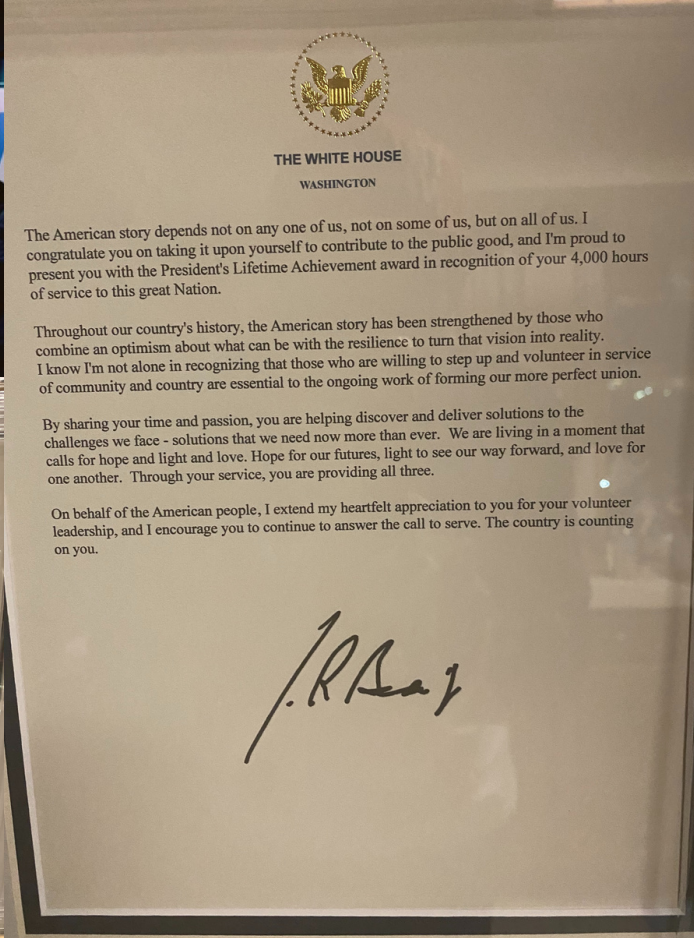 THE WHITE HOUSE
WASHINGTON
The American story depends not on any one of us, not on some of us, but on all of us. I
congratulate you on taking it upon yourself to contribute to the public good, and I'm proud to
present you with the President's Lifetime Achievement award in recognition of your 4,000 hours
of service to this great Nation.
Throughout our country's history, the American story has been strengthened by those who
combine an optimism about what can be with the resilience to turn that vision into reality.
I know I'm not alone in recognizing that those who are willing to step up and volunteer in service
of community and country are essential to the ongoing work of forming our more perfect union.
By sharing your time and passion, you are helping discover and deliver solutions to the
challenges we face - solutions that we need now more than ever.  We are living in a moment that
calls for hope and light and love. Hope for our futures, light to see our way forward, and love for
one another.  Through your service, you are providing all three.
On behalf of the American people, I extend my heartfelt appreciation to you for your volunteer
leadership, and I encourage you to continue to answer the call to serve. The country is counting
on you.